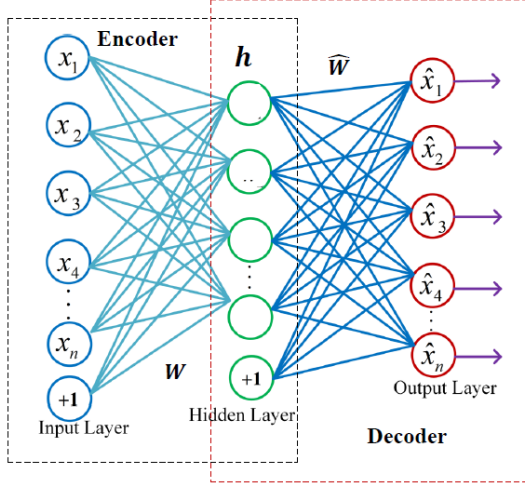 Encoder
h
Ŵ
x₁
x₂
x₃
x₄
xₙ
+1
W
+1
x̂₁
x̂₂
x̂₃
x̂₄
x̂ₙ
Input Layer
Hidden Layer
Output Layer
Decoder